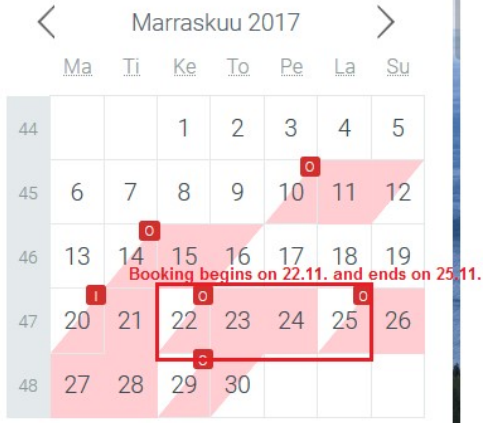 Marraskuu 2017
Ma Ti Ke To Pe La Su
44 1 2 3 4 5
O
45 6 7 8 9 10 11 12
O
46 13 14 15 16 17 18 19
Booking begins on 22.11. and ends on 25.11.
I O O
47 20 21 22 23 24 25 26
O
48 27 28 29 30